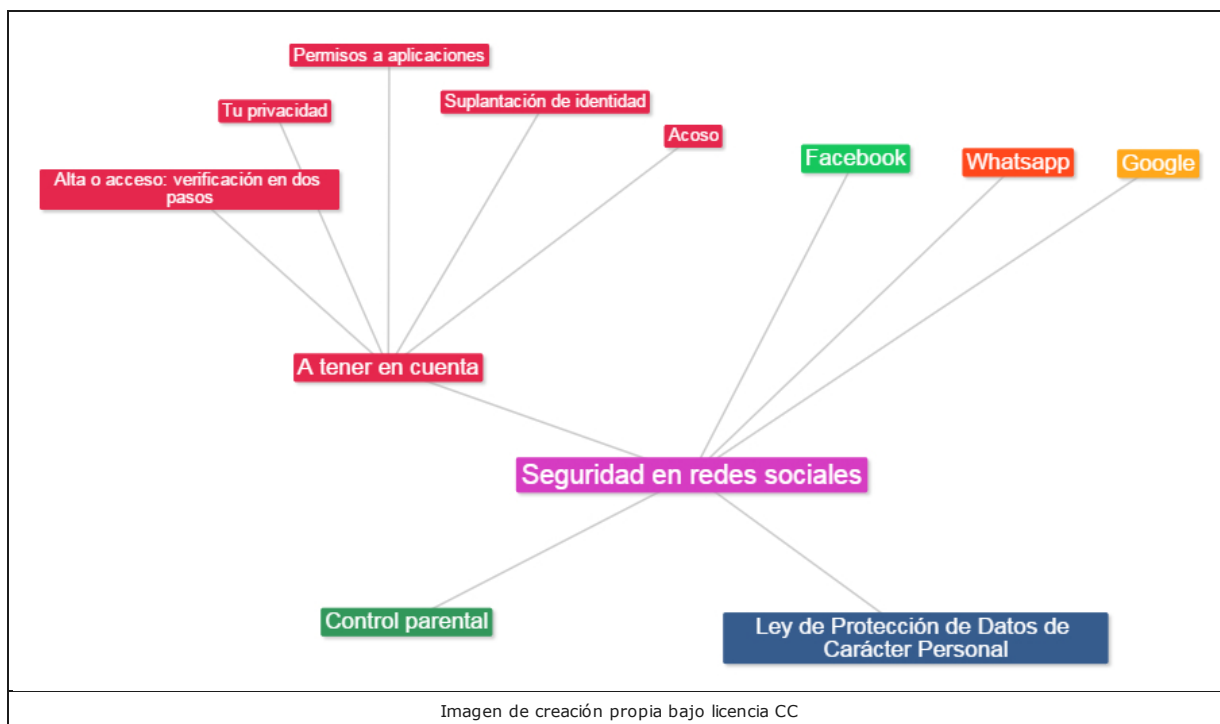 Permisos a aplicaciones
Suplantación de identidad
Tu privacidad
Acoso
Facebook
Whatsapp
Google
Alta o acceso: verificación en dos
pasos
A tener en cuenta
Seguridad en redes sociales
Control parental
Ley de Protección de Datos de
Carácter Personal
Imagen de creación propia bajo licencia CC